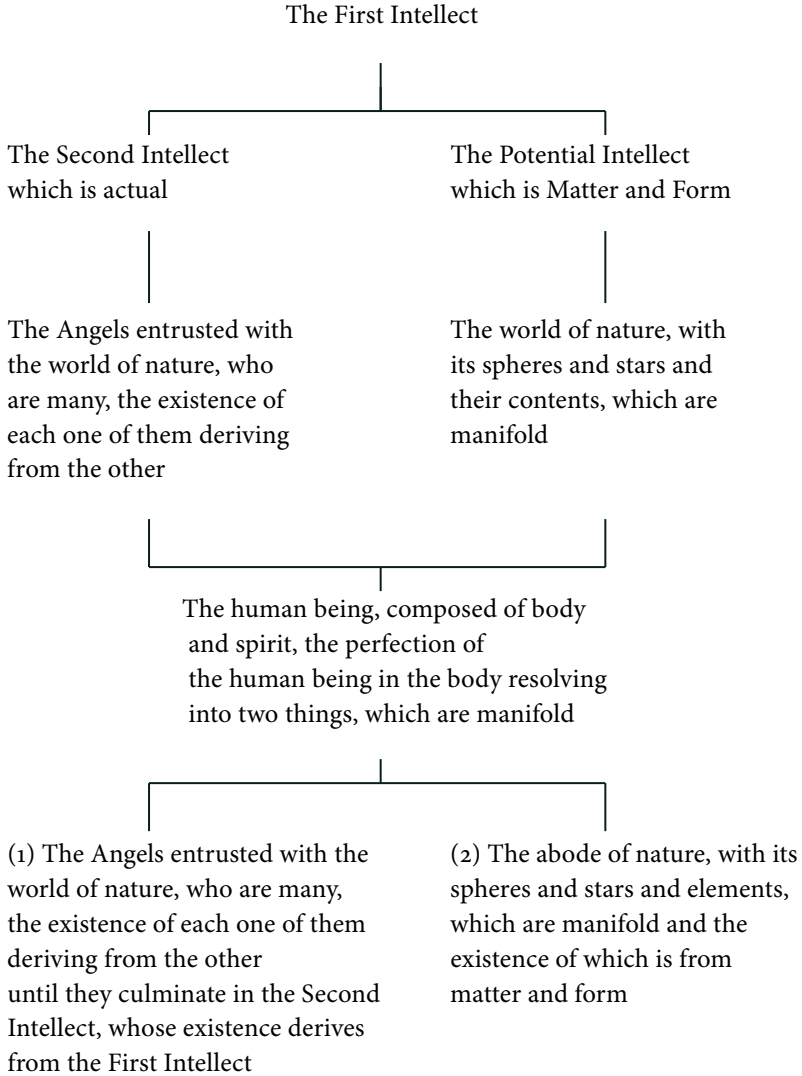 The First Intellect
The Second Intellect
which is actual
The Potential Intellect
which is Matter and Form
The Angels entrusted with
the world of nature, who
are many, the existence of
each one of them deriving
from the other
The world of nature, with
its spheres and stars and
their contents, which are
manifold
The human being, composed of body
and spirit, the perfection of
the human being in the body resolving
into two things, which are manifold
(1) The Angels entrusted with the
world of nature, who are many,
the existence of each one of them
deriving from the other
until they culminate in the Second
Intellect, whose existence derives
from the First Intellect
(2) The abode of nature, with its
spheres and stars and elements,
which are manifold and the
existence of which is from
matter and form